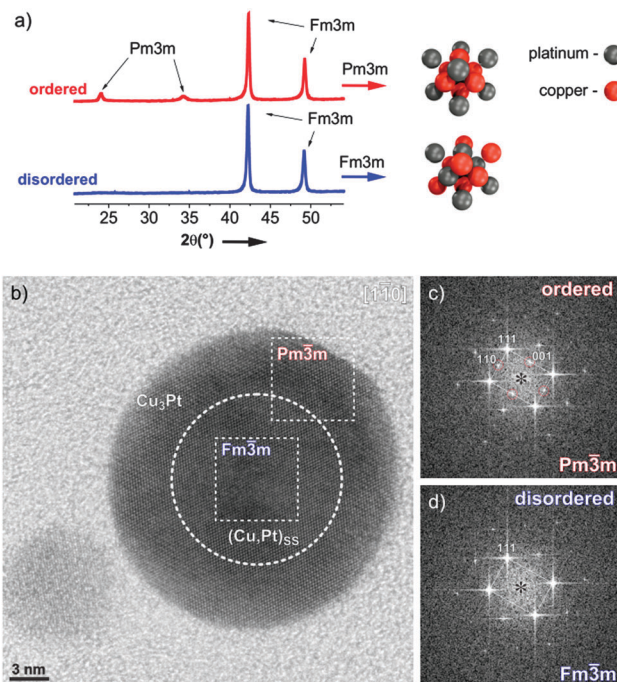 a)
Pm3m
Fm3m
ordered
Pm3m
Fm3m
disordered
Fm3m
25 30 35 40 45 50
2θ(°)
platinum -
copper -
b)
[11̅0]
Pm3̅m
Cu₃Pt
Fm3̅m
(Cu,Pt)ss
3 nm
c)
ordered
111
110
001
*
Pm3̅m
d)
disordered
111
*
Fm3̅m